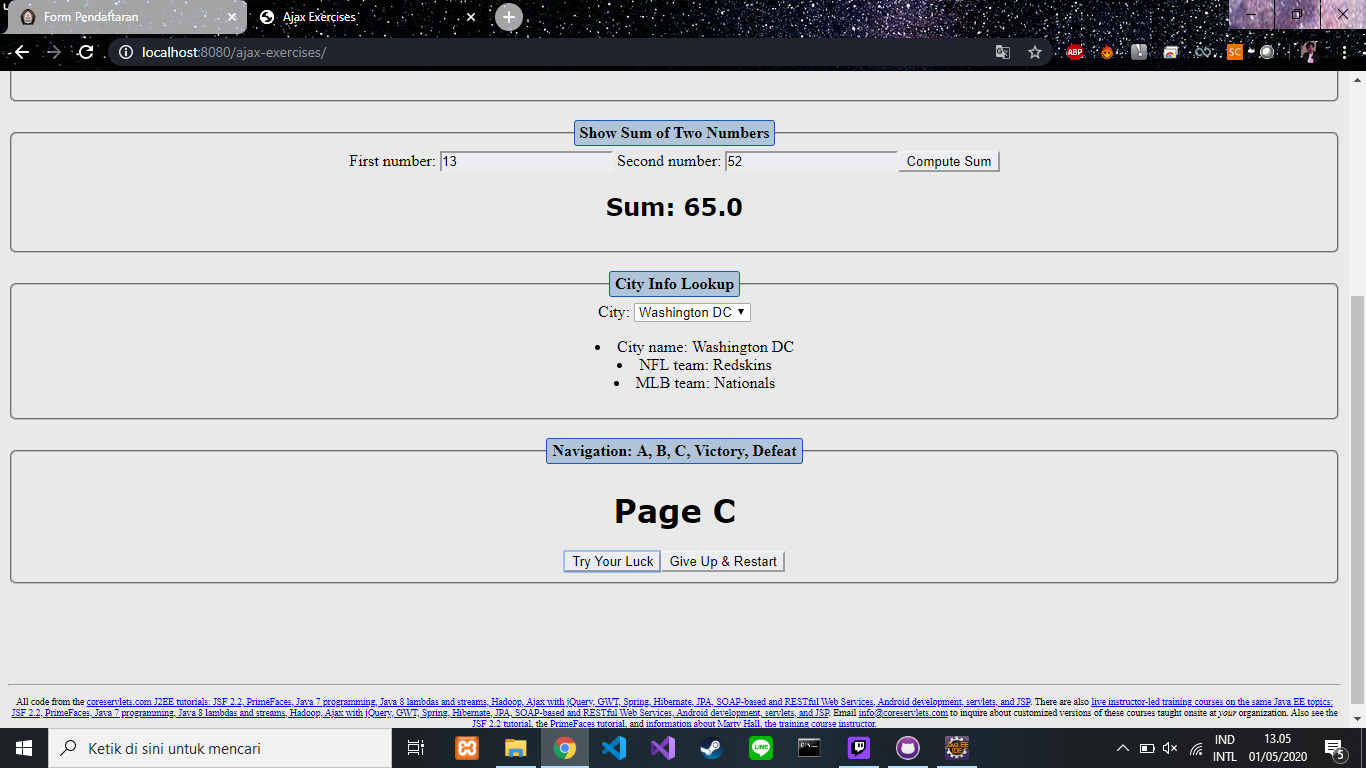 Form Pendaftaran
Ajax Exercises
localhost:8080/ajax-exercises/
ABP
SC
Show Sum of Two Numbers
First number: 13 Second number: 52 Compute Sum
Sum: 65.0
City Info Lookup
City: Washington DC
City name: Washington DC
NFL team: Redskins
MLB team: Nationals
Navigation: A, B, C, Victory, Defeat
Page C
Try Your Luck Give Up & Restart
All code from the coreservlets.com J2EE tutorials: JSF 2.2, PrimeFaces, Java 7 programming, Java 8 lambdas and streams, Hadoop, Ajax with jQuery, GWT, Spring, Hibernate, JPA, SOAP-based and RESTful Web Services, Android development, servlets, and JSP. There are also live instructor-led training courses on the same Java EE topics:
JSF 2.2, PrimeFaces, Java 7 programming, Java 8 lambdas and streams, Hadoop, Ajax with jQuery, GWT, Spring, Hibernate, JPA, SOAP-based and RESTful Web Services, Android development, servlets, and JSP. Email info@coreservlets.com to inquire about customized versions of these courses taught onsite at your organization. Also see the
JSF 2.2 tutorial, the PrimeFaces tutorial, and information about Marty Hall, the training course instructor.
Ketik di sini untuk mencari
LINE
IND
INTL
13.05
01/05/2020
5